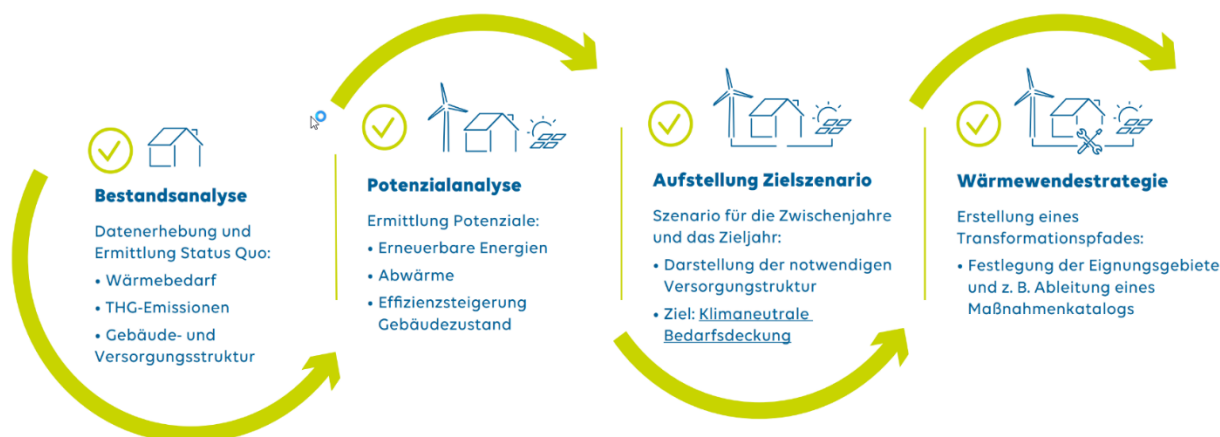 Bestandsanalyse
Datenerhebung und
Ermittlung Status Quo:
• Wärmebedarf
• THG-Emissionen
• Gebäude- und
Versorgungsstruktur
Potenzialanalyse
Ermittlung Potenziale:
• Erneuerbare Energien
• Abwärme
• Effizienzsteigerung
Gebäudezustand
Aufstellung Zielszenario
Szenario für die Zwischenjahre
und das Zieljahr:
• Darstellung der notwendigen
Versorgungstruktur
• Ziel: Klimaneutrale
Bedarfsdeckung
Wärmewendestrategie
Erstellung eines
Transformationspfades:
• Festlegung der Eignungsgebiete
und z. B. Ableitung eines
Maßnahmenkatalogs